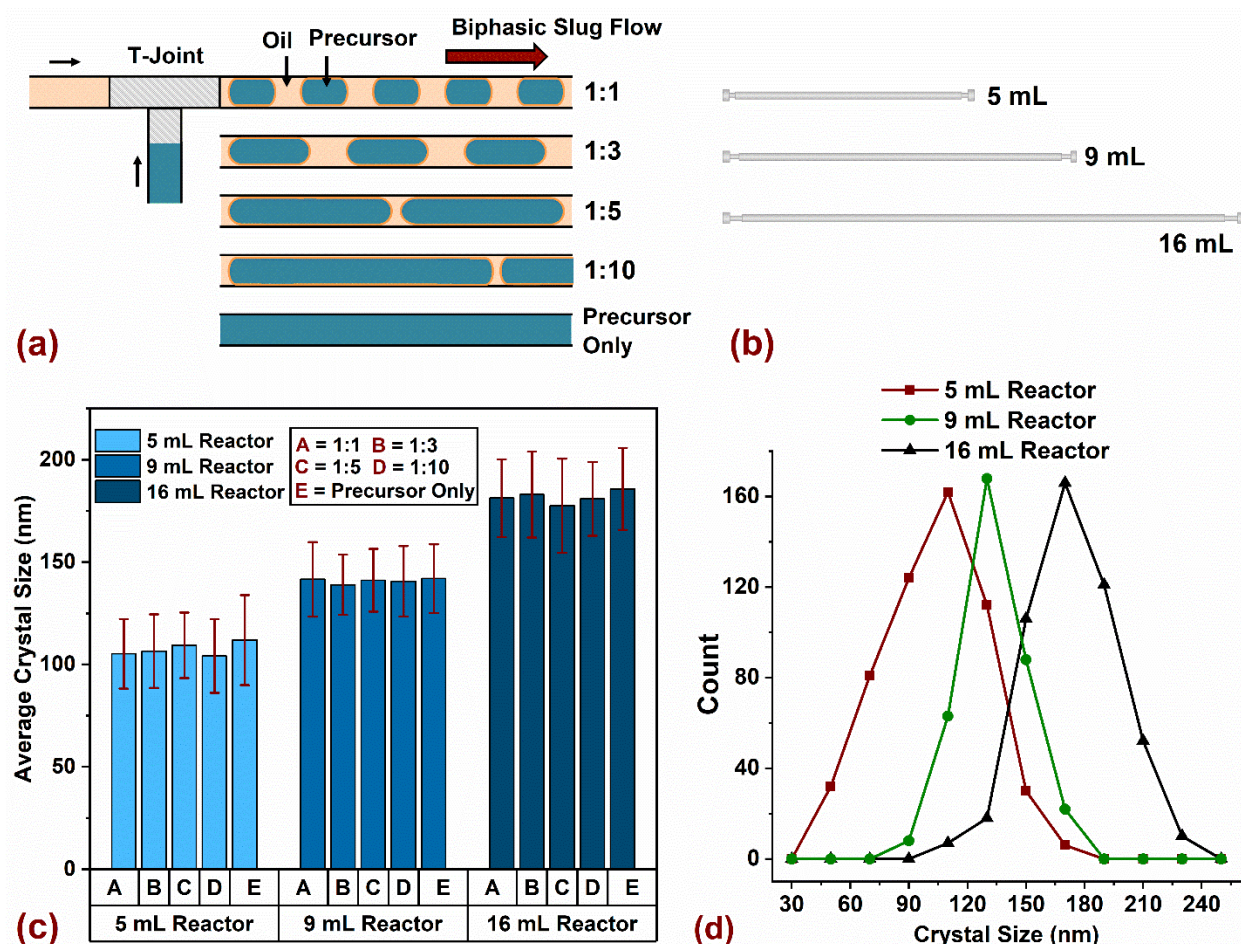 Biphasic Slug Flow
Oil Precursor
T-Joint
1:1
1:3
1:5
1:10
Precursor
Only
(a)
5 mL
9 mL
16 mL
(b)
Average Crystal Size (nm)
200
150
100
50
0
5 mL Reactor
9 mL Reactor
16 mL Reactor
A = 1:1 B = 1:3
C = 1:5 D = 1:10
E = Precursor Only
A B C D E A B C D E A B C D E
5 mL Reactor 9 mL Reactor 16 mL Reactor
(c)
5 mL Reactor
9 mL Reactor
16 mL Reactor
Count
160
120
80
40
0
30 60 90 120 150 180 210 240
Crystal Size (nm)
(d)